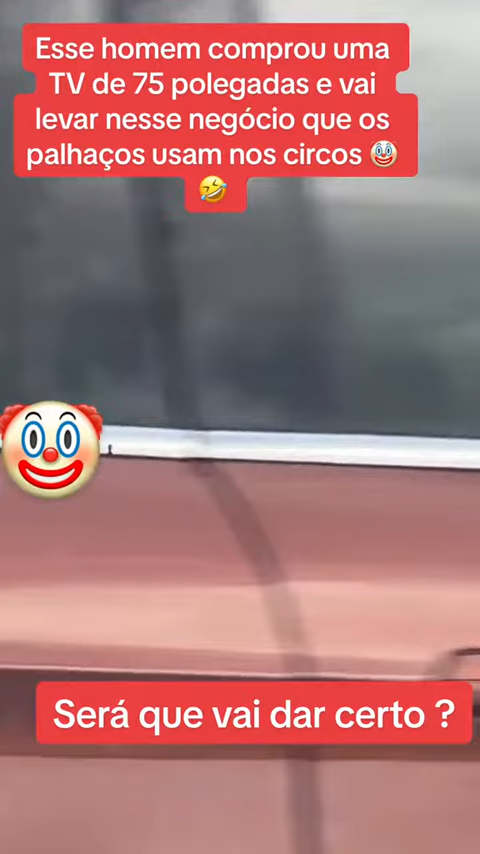 Esse homem comprou uma
TV de 75 polegadas e vai
levar nesse negócio que os
palhaços usam nos circos 🤡
🤣
Será que vai dar certo ?